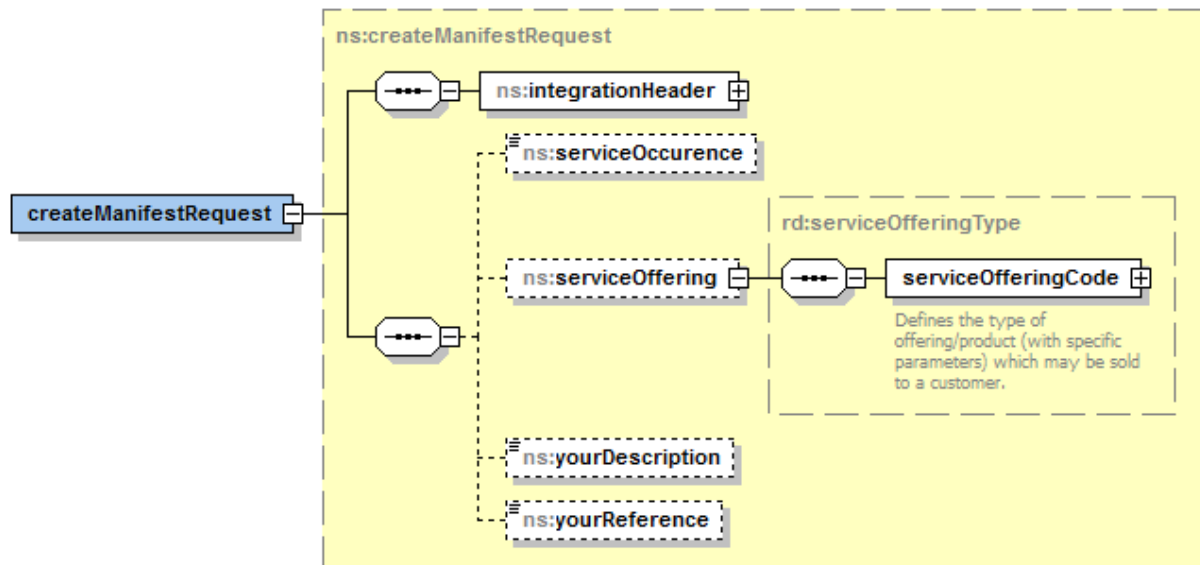 ns:createManifestRequest
ns:integrationHeader
ns:serviceOccurence
createManifestRequest
rd:serviceOfferingType
ns:serviceOffering
serviceOfferingCode
Defines the type of
offering/product (with specific
parameters) which may be sold
to a customer.
ns:yourDescription
ns:yourReference